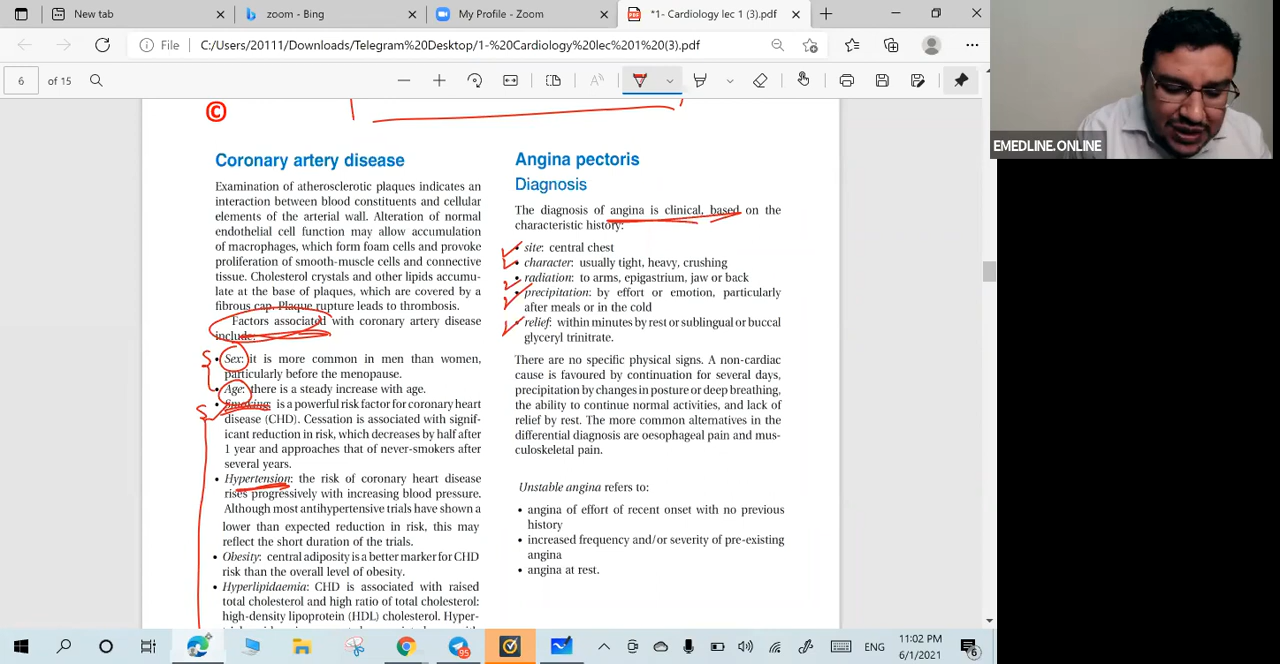 New tab
zoom - Bing
My Profile - Zoom
*1- Cardiology lec 1 (3).pdf
File
C:/Users/20111/Downloads/Telegram%20Desktop/1-%20Cardiology%20lec%201%20(3).pdf
6
of 15
©
EMEDLINE.ONLINE
Coronary artery disease
Examination of atherosclerotic plaques indicates an
interaction between blood constituents and cellular
elements of the arterial wall. Alteration of normal
endothelial cell function may allow accumulation
of macrophages, which form foam cells and provoke
proliferation of smooth-muscle cells and connective
tissue. Cholesterol crystals and other lipids accumu-
late at the base of plaques, which are covered by a
fibrous cap. Plaque rupture leads to thrombosis.
Factors associated with coronary artery disease
include:
• Sex: it is more common in men than women,
particularly before the menopause.
• Age: there is a steady increase with age.
• Smoking: is a powerful risk factor for coronary heart
disease (CHD). Cessation is associated with signif-
icant reduction in risk, which decreases by half after
1 year and approaches that of never-smokers after
several years.
• Hypertension: the risk of coronary heart disease
rises progressively with increasing blood pressure.
Although most antihypertensive trials have shown a
lower than expected reduction in risk, this may
reflect the short duration of the trials.
• Obesity: central adiposity is a better marker for CHD
risk than the overall level of obesity.
• Hyperlipidaemia: CHD is associated with raised
total cholesterol and high ratio of total cholesterol:
high-density lipoprotein (HDL) cholesterol. Hyper-
Angina pectoris
Diagnosis
The diagnosis of angina is clinical, based on the
characteristic history:
• site: central chest
• character: usually tight, heavy, crushing
• radiation: to arms, epigastrium, jaw or back
• precipitation: by effort or emotion, particularly
after meals or in the cold
• relief: within minutes by rest or sublingual or buccal
glyceryl trinitrate.
There are no specific physical signs. A non-cardiac
cause is favoured by continuation for several days,
precipitation by changes in posture or deep breathing,
the ability to continue normal activities, and lack of
relief by rest. The more common alternatives in the
differential diagnosis are oesophageal pain and mus-
culoskeletal pain.
Unstable angina refers to:
• angina of effort of recent onset with no previous
history
• increased frequency and/or severity of pre-existing
angina
• angina at rest.
95
ENG
11:02 PM
6/1/2021
6